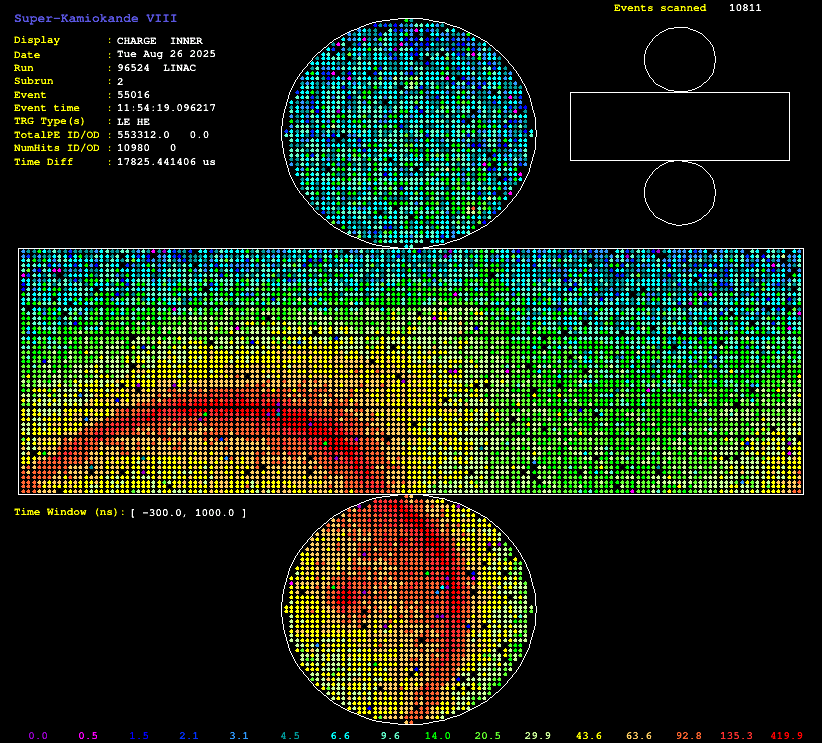 Super-Kamiokande VIII
Events scanned 10811
Display : CHARGE INNER
Date : Tue Aug 26 2025
Run : 96524 LINAC
Subrun : 2
Event : 55016
Event time : 11:54:19.096217
TRG Type(s) : LE HE
TotalPE ID/OD : 553312.0 0.0
NumHits ID/OD : 10980 0
Time Diff : 17825.441406 us
Time Window (ns): [ -300.0, 1000.0 ]
0.0 0.5 1.5 2.1 3.1 4.5 6.6 9.6 14.0 20.5 29.9 43.6 63.6 92.8 135.3 419.9